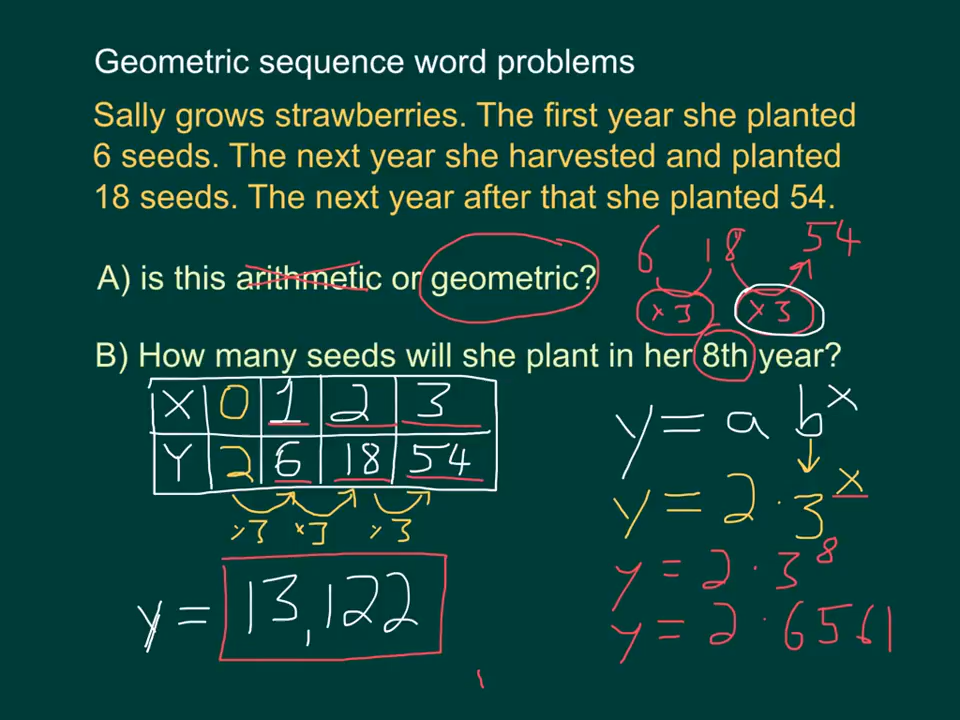 Geometric sequence word problems
Sally grows strawberries. The first year she planted
6 seeds. The next year she harvested and planted
18 seeds. The next year after that she planted 54.
6 18 54
A) is this arithmetic or geometric?
×3 ×3
B) How many seeds will she plant in her 8th year?
X 0 1 2 3
y = a b^x
Y 2 6 18 54
y = 2 · 3^x
×3 ×3 ×3
y = 2 · 3^8
y = 13,122
y = 2 · 6561